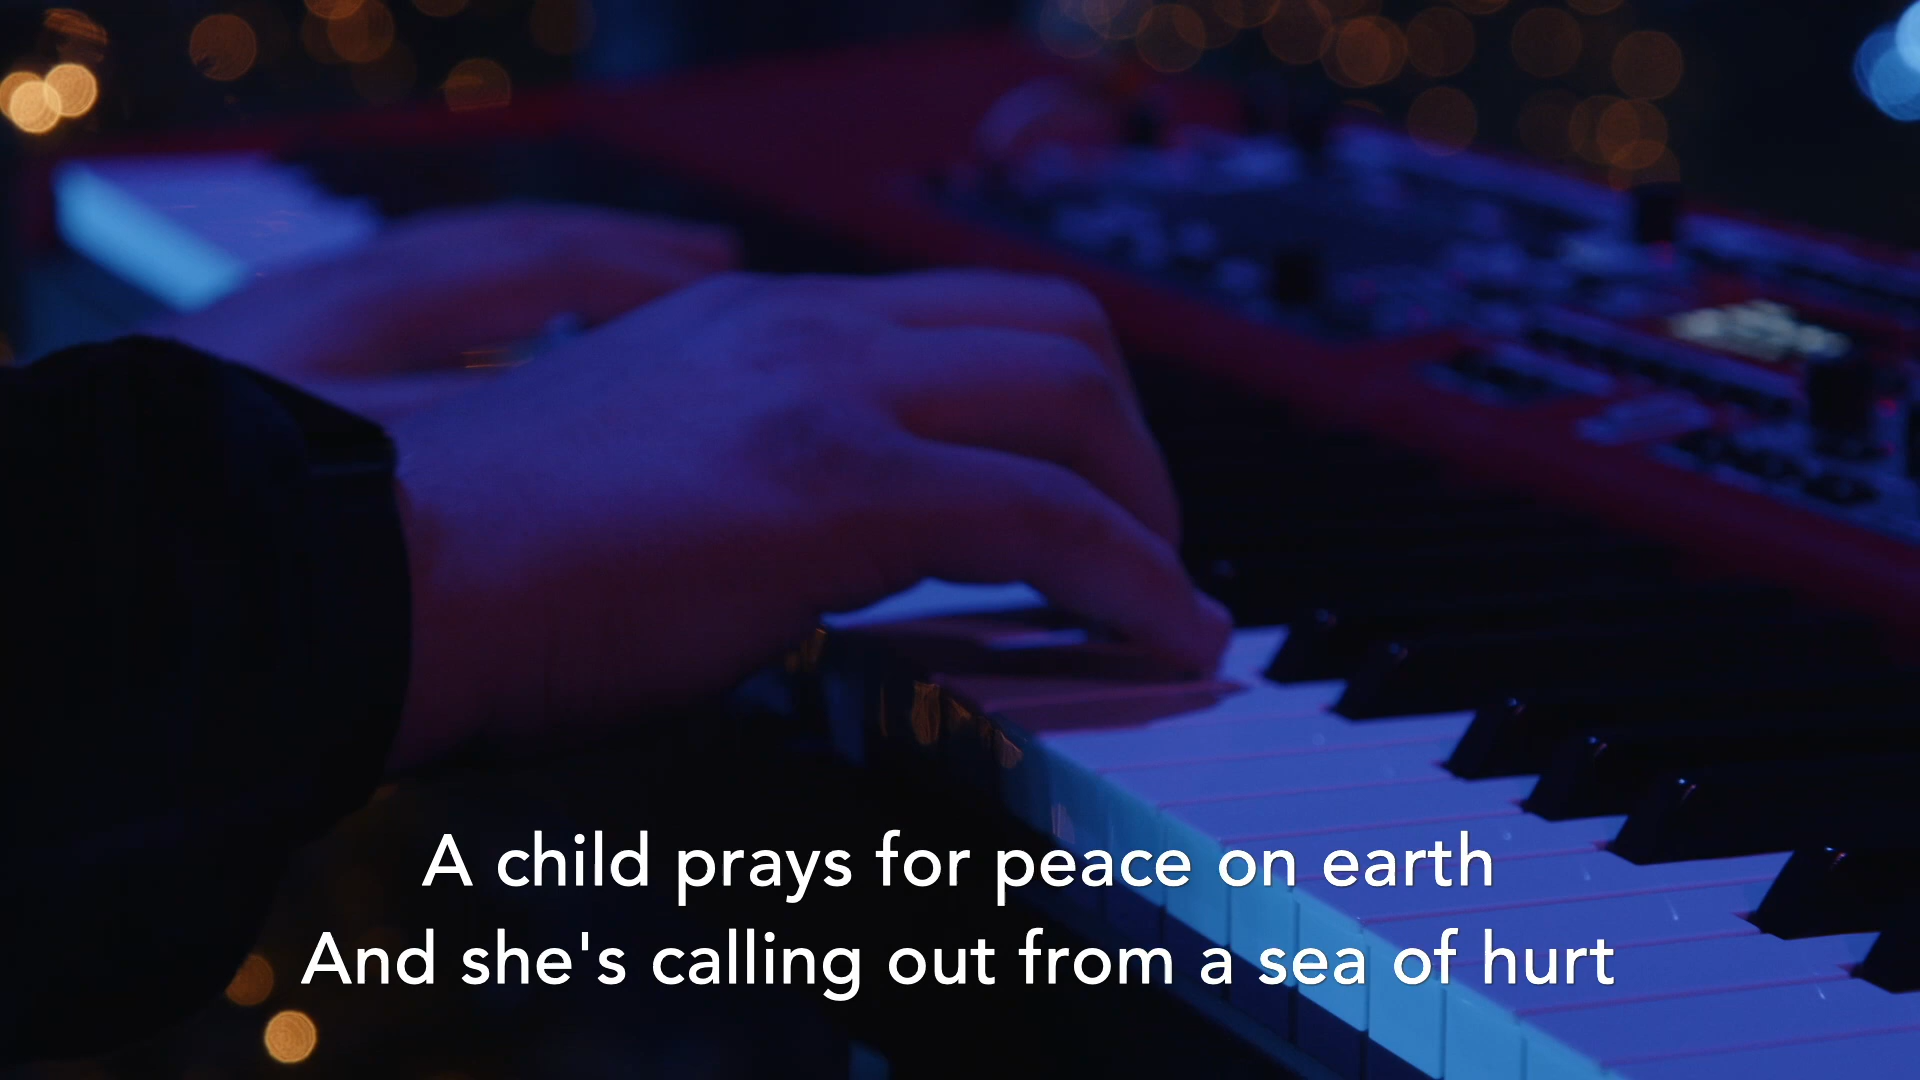 A child prays for peace on earth
And she's calling out from a sea of hurt